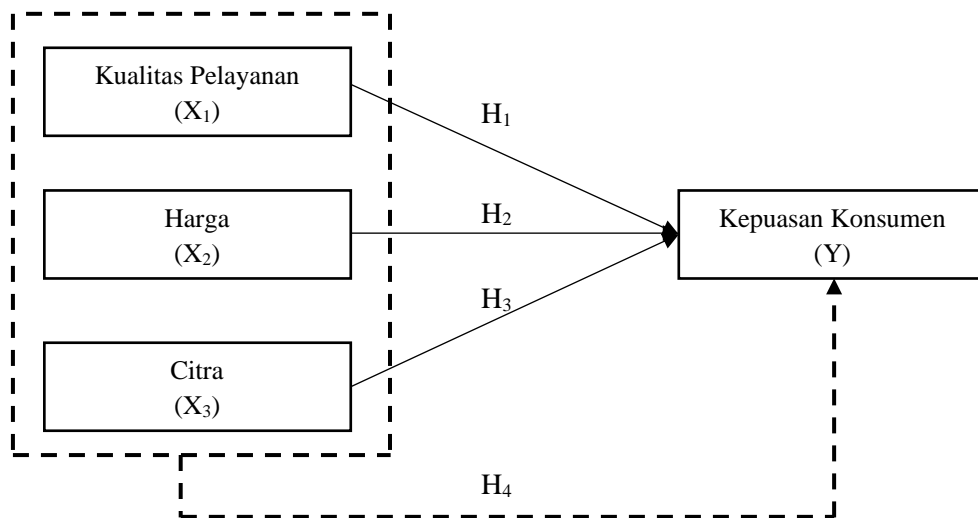 Kualitas Pelayanan
(X₁)
H₁
Harga
(X₂)
H₂
Kepuasan Konsumen
(Y)
H₃
Citra
(X₃)
H₄